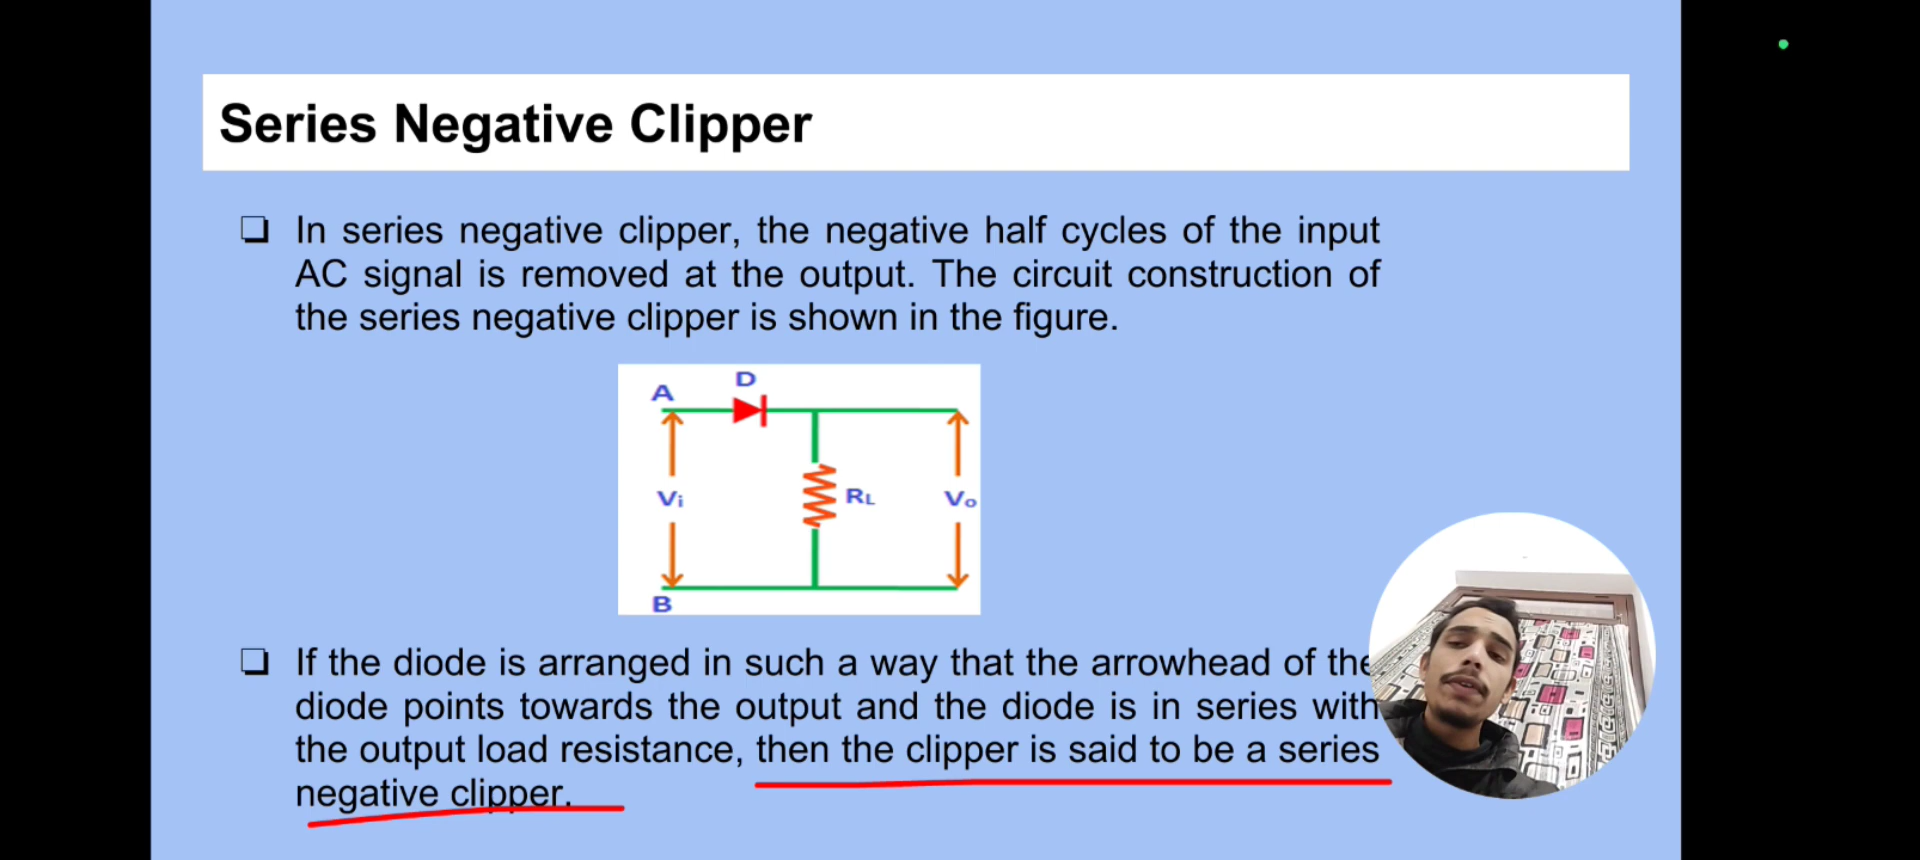 Series Negative Clipper
❏ In series negative clipper, the negative half cycles of the input
AC signal is removed at the output. The circuit construction of
the series negative clipper is shown in the figure.
A
D
Vi
RL
Vo
B
❏ If the diode is arranged in such a way that the arrowhead of the
diode points towards the output and the diode is in series with
the output load resistance, then the clipper is said to be a series
negative clipper.